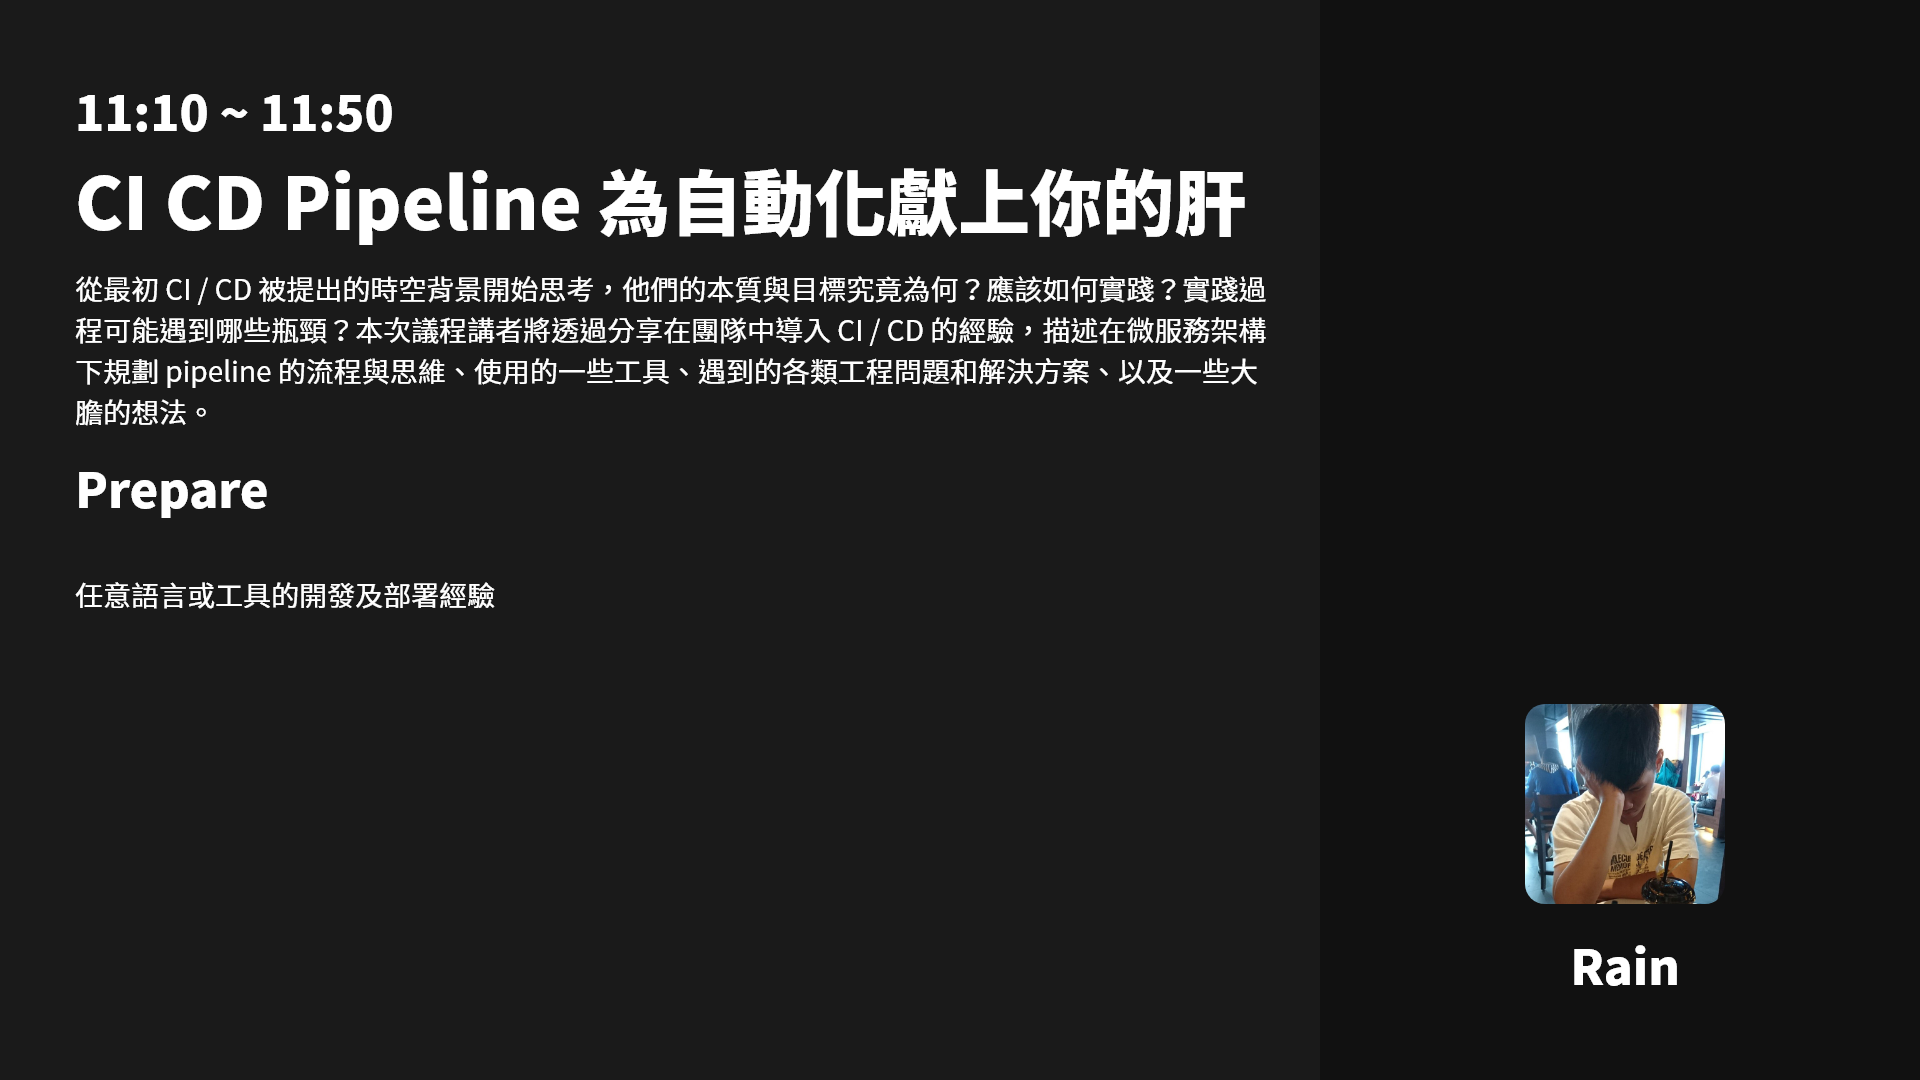 11:10 ~ 11:50
CI CD Pipeline 為自動化獻上你的肝
從最初 CI / CD 被提出的時空背景開始思考，他們的本質與目標究竟為何？應該如何實踐？實踐過
程可能遇到哪些瓶頸？本次議程講者將透過分享在團隊中導入 CI / CD 的經驗，描述在微服務架構
下規劃 pipeline 的流程與思維、使用的一些工具、遇到的各類工程問題和解決方案、以及一些大
膽的想法。
Prepare
任意語言或工具的開發及部署經驗
Rain